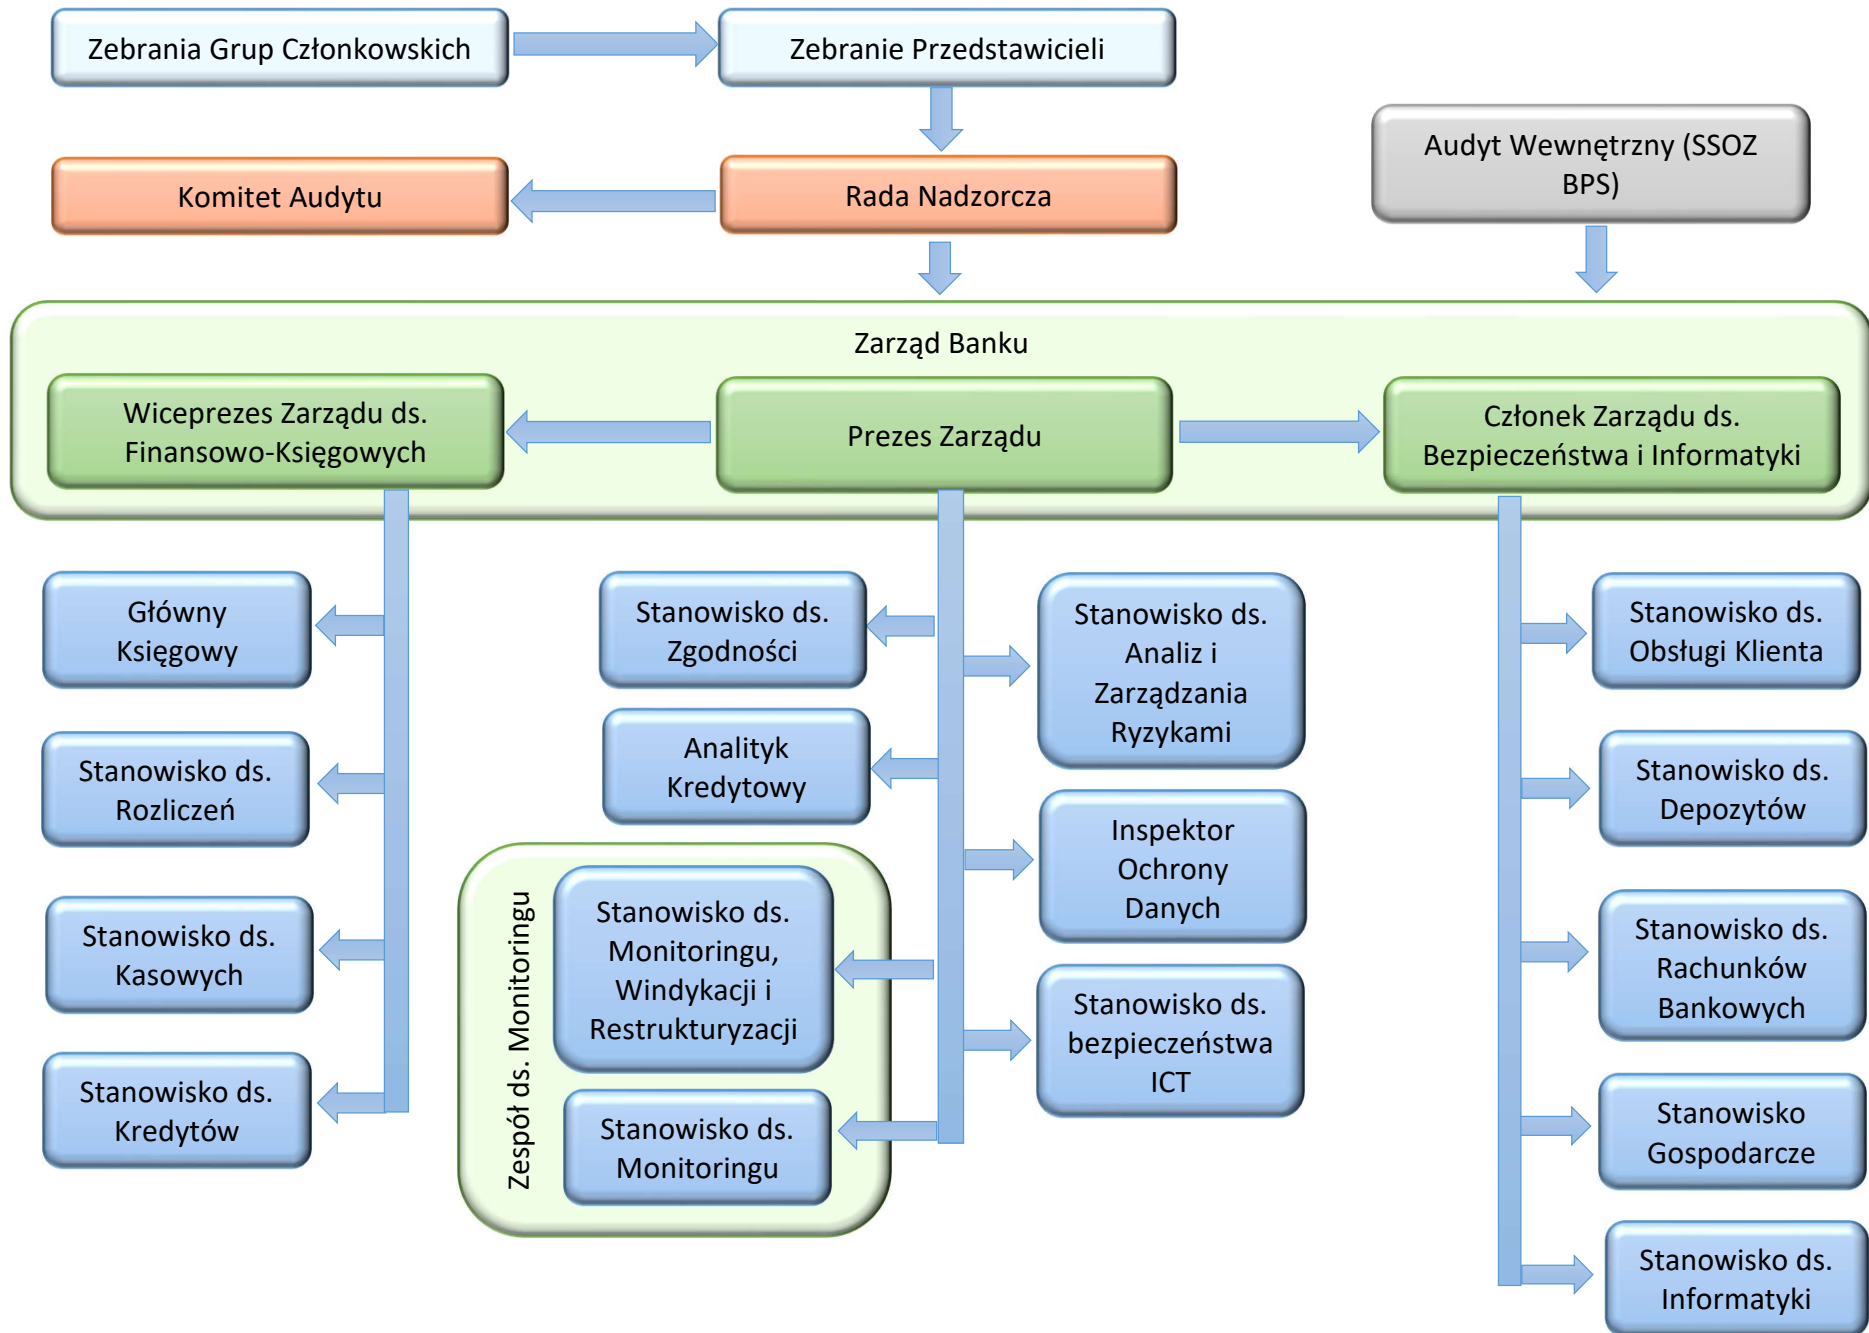 Zebrania Grup Członkowskich
Zebranie Przedstawicieli
Audyt Wewnętrzny (SSOZ
BPS)
Komitet Audytu
Rada Nadzorcza
Zarząd Banku
Wiceprezes Zarządu ds.
Finansowo-Księgowych
Prezes Zarządu
Członek Zarządu ds.
Bezpieczeństwa i Informatyki
Główny
Księgowy
Stanowisko ds.
Rozliczeń
Stanowisko ds.
Kasowych
Stanowisko ds.
Kredytów
Stanowisko ds.
Zgodności
Analityk
Kredytowy
Zespół ds. Monitoringu
Stanowisko ds.
Monitoringu,
Windykacji i
Restrukturyzacji
Stanowisko ds.
Monitoringu
Stanowisko ds.
Analiz i
Zarządzania
Ryzykami
Inspektor
Ochrony
Danych
Stanowisko ds.
bezpieczeństwa
ICT
Stanowisko ds.
Obsługi Klienta
Stanowisko ds.
Depozytów
Stanowisko ds.
Rachunków
Bankowych
Stanowisko
Gospodarcze
Stanowisko ds.
Informatyki